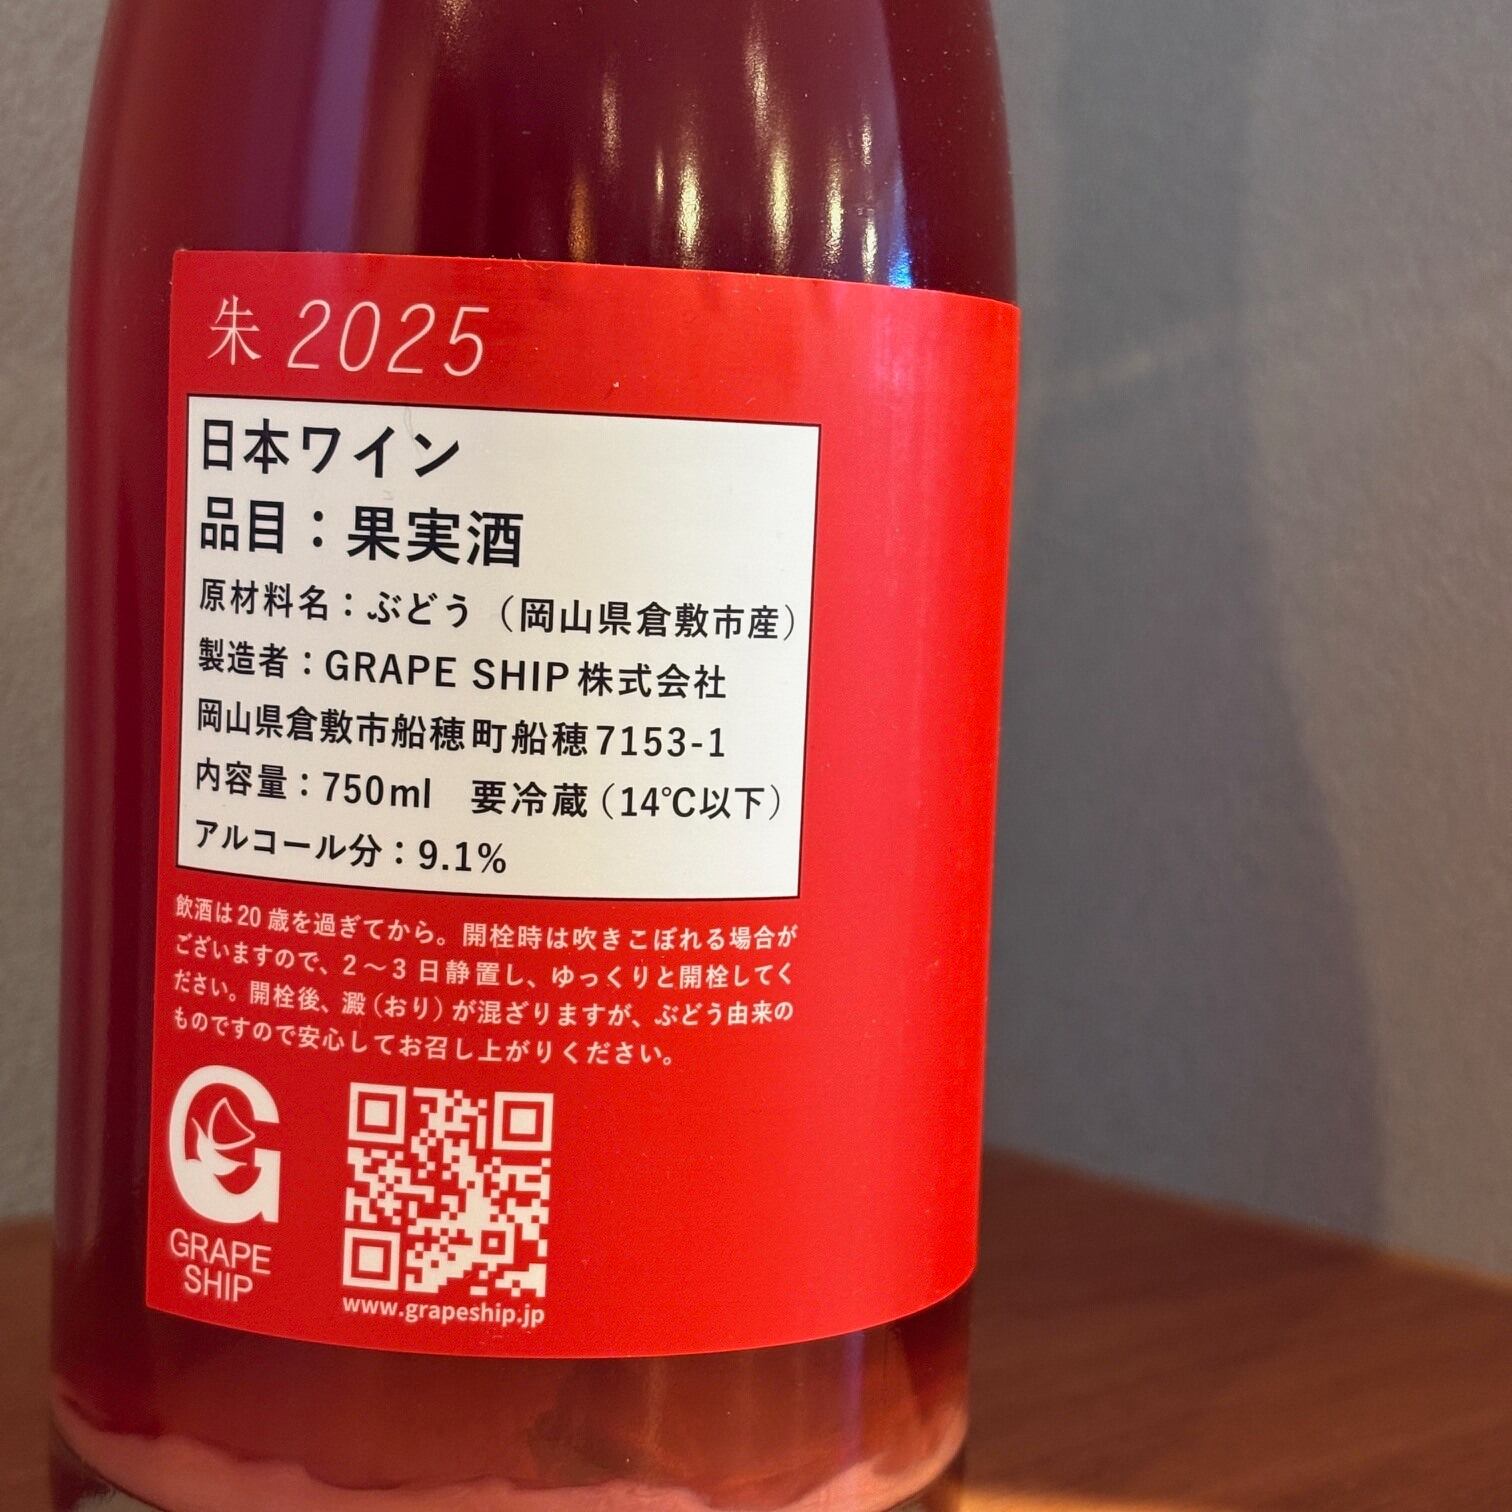 朱 2025
日本ワイン
品目：果実酒
原材料名：ぶどう（岡山県倉敷市産）
製造者：GRAPE SHIP株式会社
岡山県倉敷市船穂町船穂7153-1
内容量：750ml　要冷蔵（14℃以下）
アルコール分：9.1%
飲酒は20歳を過ぎてから。開栓時は吹きこぼれる場合が
ございますので、2～3日静置し、ゆっくりと開栓してく
ださい。開栓後、澱（おり）が混ざりますが、ぶどう由来の
ものですので安心してお召し上がりください。
G
GRAPE
SHIP
www.grapeship.jp